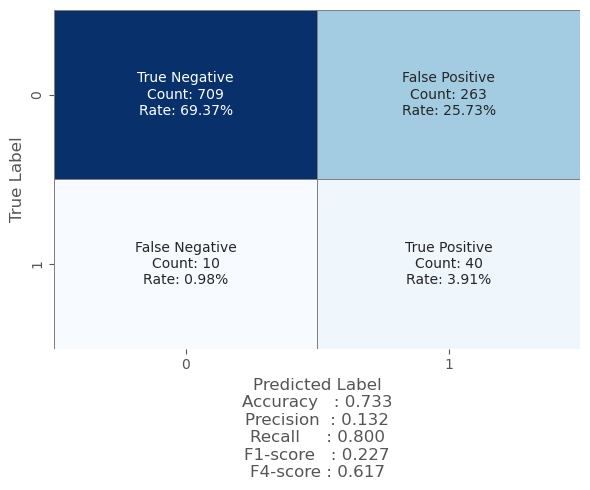 True Negative
Count: 709
Rate: 69.37%
False Positive
Count: 263
Rate: 25.73%
0
True Label
False Negative
Count: 10
Rate: 0.98%
True Positive
Count: 40
Rate: 3.91%
1
0
1
Predicted Label
Accuracy : 0.733
Precision : 0.132
Recall : 0.800
F1-score : 0.227
F4-score : 0.617